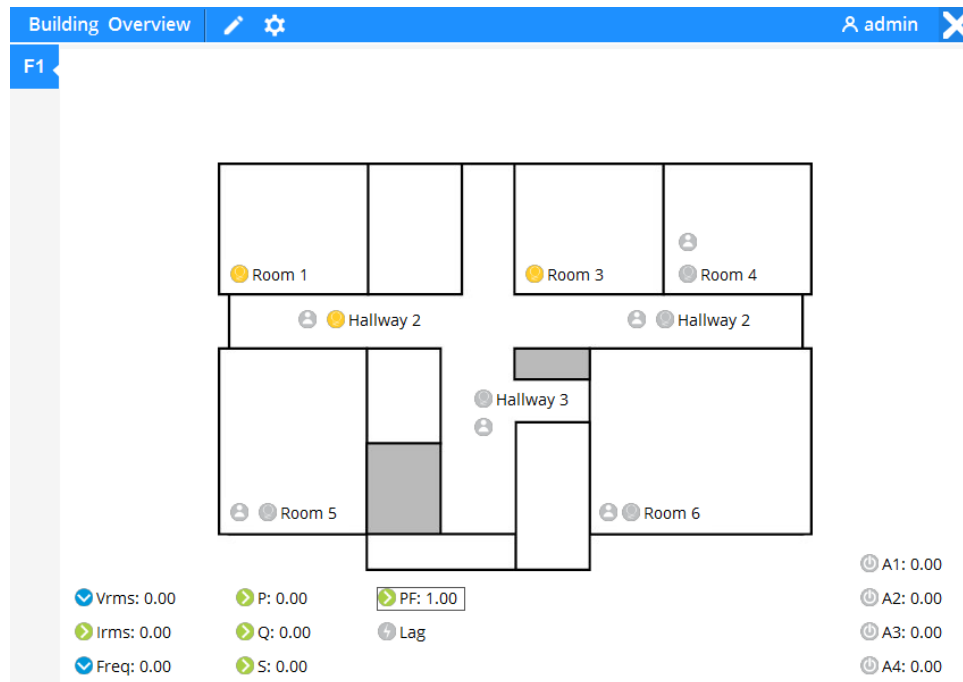 Building Overview admin
F1
Room 1 Room 3 Room 4
Hallway 2 Hallway 2
Hallway 3
Room 5 Room 6
A1: 0.00
Vrms: 0.00 P: 0.00 PF: 1.00 A2: 0.00
Irms: 0.00 Q: 0.00 Lag A3: 0.00
Freq: 0.00 S: 0.00 A4: 0.00